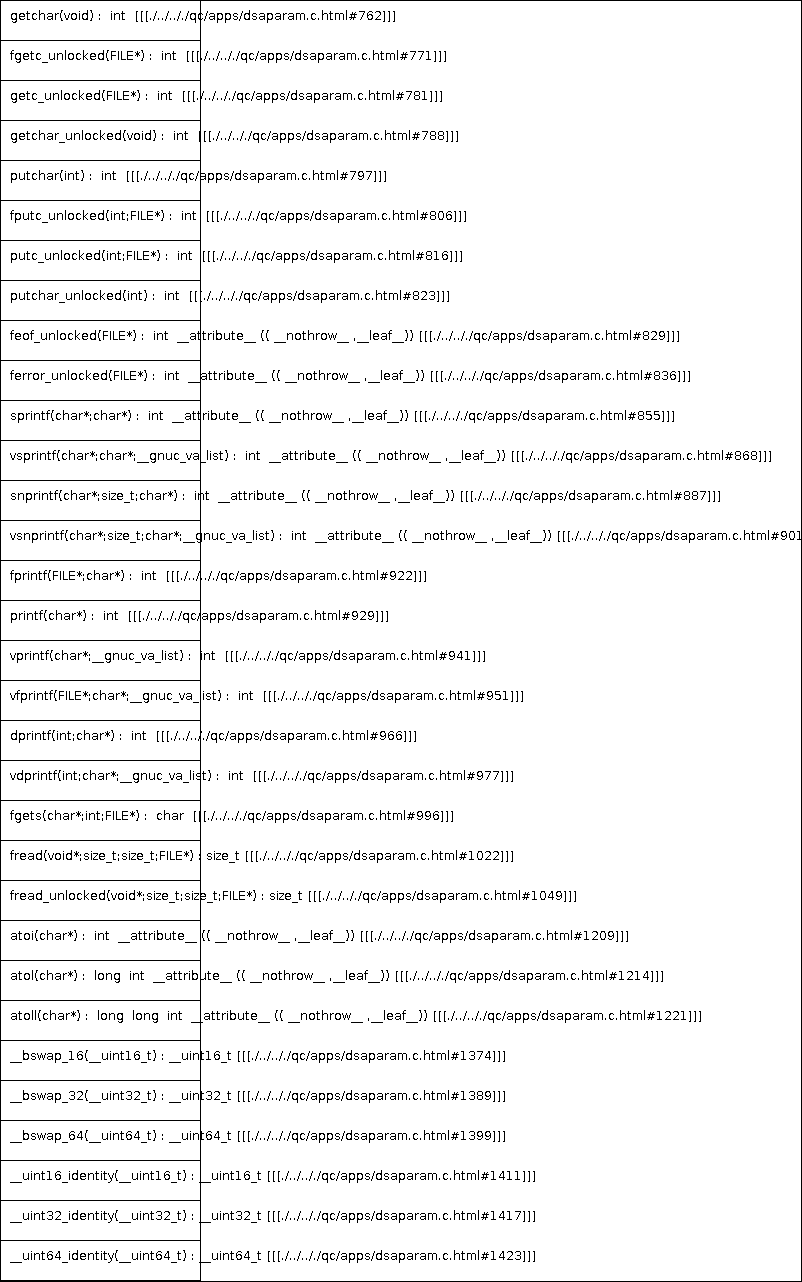 getchar(void) : int [[[./../././qc/apps/dsaparam.c.html#762]]]
fgetc_unlocked(FILE*) : int [[[./../././qc/apps/dsaparam.c.html#771]]]
getc_unlocked(FILE*) : int [[[./../././qc/apps/dsaparam.c.html#781]]]
getchar_unlocked(void) : int [[[./../././qc/apps/dsaparam.c.html#788]]]
putchar(int) : int [[[./../././qc/apps/dsaparam.c.html#797]]]
fputc_unlocked(int;FILE*) : int [[[./../././qc/apps/dsaparam.c.html#806]]]
putc_unlocked(int;FILE*) : int [[[./../././qc/apps/dsaparam.c.html#816]]]
putchar_unlocked(int) : int [[[./../././qc/apps/dsaparam.c.html#823]]]
feof_unlocked(FILE*) : int __attribute__ (( __nothrow__ ,__leaf__)) [[[./../././qc/apps/dsaparam.c.html#829]]]
ferror_unlocked(FILE*) : int __attribute__ (( __nothrow__ ,__leaf__)) [[[./../././qc/apps/dsaparam.c.html#836]]]
sprintf(char*;char*) : int __attribute__ (( __nothrow__ ,__leaf__)) [[[./../././qc/apps/dsaparam.c.html#855]]]
vsprintf(char*;char*;__gnuc_va_list) : int __attribute__ (( __nothrow__ ,__leaf__)) [[[./../././qc/apps/dsaparam.c.html#868]]]
snprintf(char*;size_t;char*) : int __attribute__ (( __nothrow__ ,__leaf__)) [[[./../././qc/apps/dsaparam.c.html#887]]]
vsnprintf(char*;size_t;char*;__gnuc_va_list) : int __attribute__ (( __nothrow__ ,__leaf__)) [[[./../././qc/apps/dsaparam.c.html#901
fprintf(FILE*;char*) : int [[[./../././qc/apps/dsaparam.c.html#922]]]
printf(char*) : int [[[./../././qc/apps/dsaparam.c.html#929]]]
vprintf(char*;__gnuc_va_list) : int [[[./../././qc/apps/dsaparam.c.html#941]]]
vfprintf(FILE*;char*;__gnuc_va_list) : int [[[./../././qc/apps/dsaparam.c.html#951]]]
dprintf(int;char*) : int [[[./../././qc/apps/dsaparam.c.html#966]]]
vdprintf(int;char*;__gnuc_va_list) : int [[[./../././qc/apps/dsaparam.c.html#977]]]
fgets(char*;int;FILE*) : char [[[./../././qc/apps/dsaparam.c.html#996]]]
fread(void*;size_t;size_t;FILE*) : size_t [[[./../././qc/apps/dsaparam.c.html#1022]]]
fread_unlocked(void*;size_t;size_t;FILE*) : size_t [[[./../././qc/apps/dsaparam.c.html#1049]]]
atoi(char*) : int __attribute__ (( __nothrow__ ,__leaf__)) [[[./../././qc/apps/dsaparam.c.html#1209]]]
atol(char*) : long int __attribute__ (( __nothrow__ ,__leaf__)) [[[./../././qc/apps/dsaparam.c.html#1214]]]
atoll(char*) : long long int __attribute__ (( __nothrow__ ,__leaf__)) [[[./../././qc/apps/dsaparam.c.html#1221]]]
__bswap_16(__uint16_t) : __uint16_t [[[./../././qc/apps/dsaparam.c.html#1374]]]
__bswap_32(__uint32_t) : __uint32_t [[[./../././qc/apps/dsaparam.c.html#1389]]]
__bswap_64(__uint64_t) : __uint64_t [[[./../././qc/apps/dsaparam.c.html#1399]]]
__uint16_identity(__uint16_t) : __uint16_t [[[./../././qc/apps/dsaparam.c.html#1411]]]
__uint32_identity(__uint32_t) : __uint32_t [[[./../././qc/apps/dsaparam.c.html#1417]]]
__uint64_identity(__uint64_t) : __uint64_t [[[./../././qc/apps/dsaparam.c.html#1423]]]